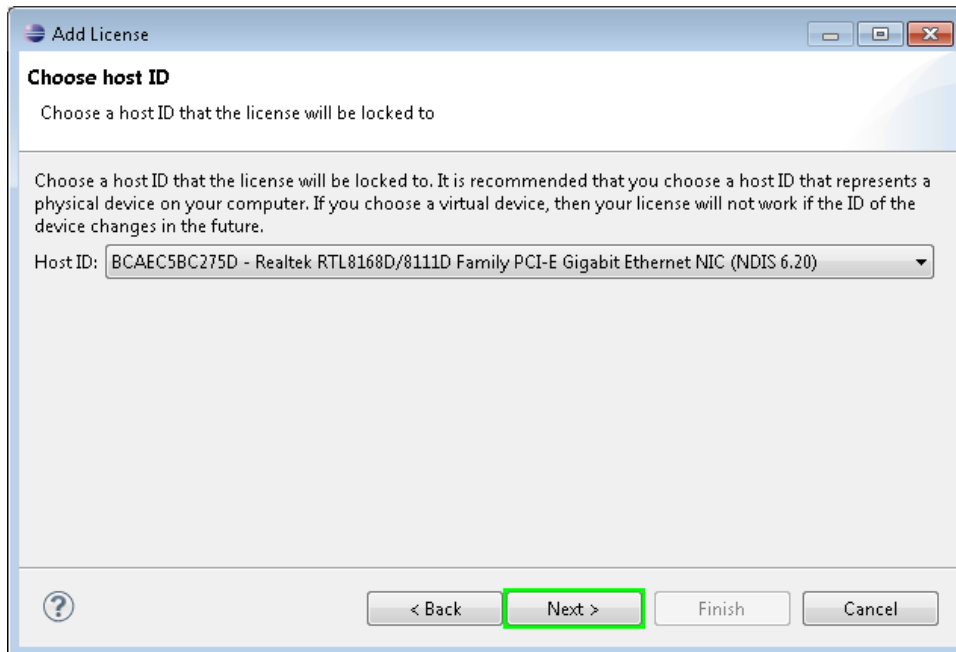 Add License
Choose host ID
Choose a host ID that the license will be locked to
Choose a host ID that the license will be locked to. It is recommended that you choose a host ID that represents a
physical device on your computer. If you choose a virtual device, then your license will not work if the ID of the
device changes in the future.
Host ID: BCAEC5BC275D - Realtek RTL8168D/8111D Family PCI-E Gigabit Ethernet NIC (NDIS 6.20)
? < Back Next > Finish Cancel